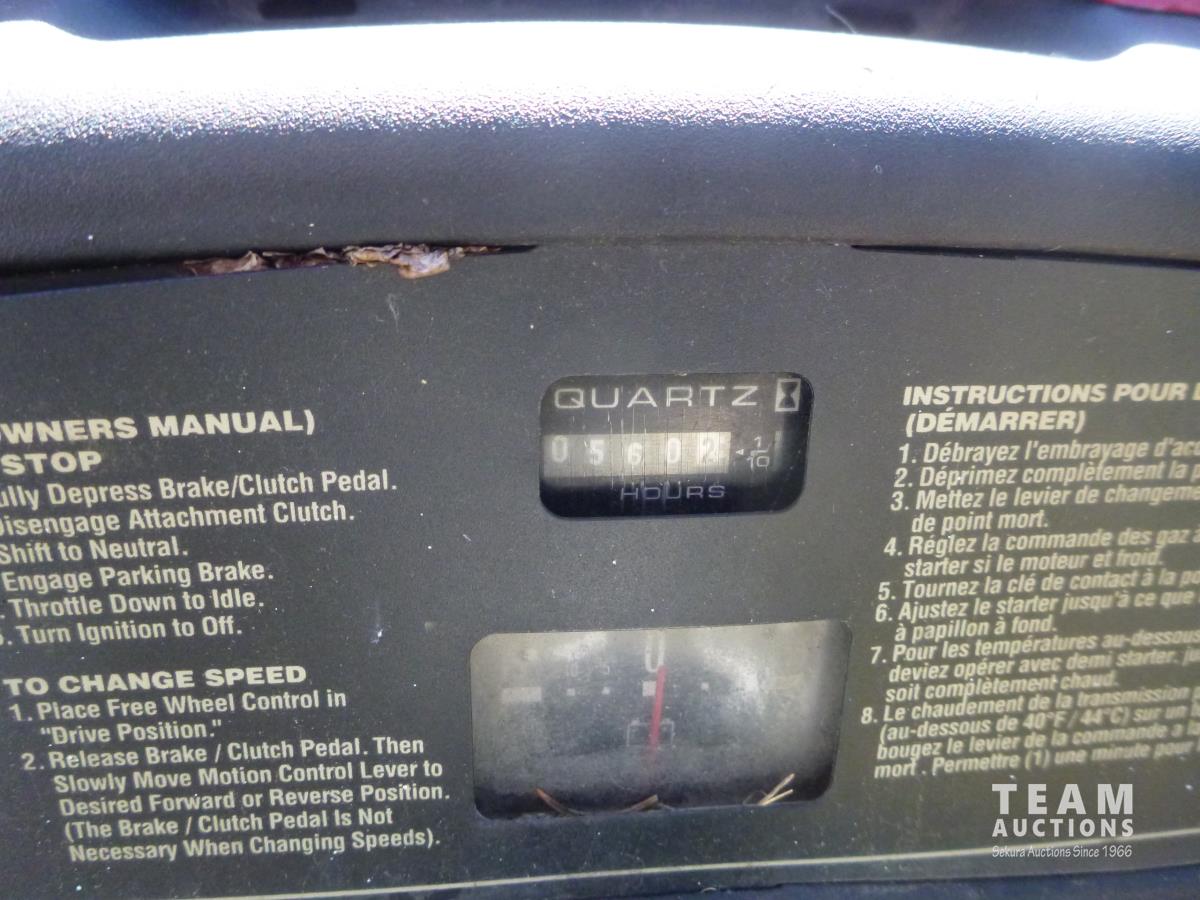 OWNERS MANUAL)
STOP
Fully Depress Brake/Clutch Pedal.
Disengage Attachment Clutch.
Shift to Neutral.
Engage Parking Brake.
Throttle Down to Idle.
Turn Ignition to Off.
TO CHANGE SPEED
1. Place Free Wheel Control in
"Drive Position."
2. Release Brake / Clutch Pedal. Then
Slowly Move Motion Control Lever to
Desired Forward or Reverse Position.
(The Brake / Clutch Pedal Is Not
Necessary When Changing Speeds).
QUARTZ
05602 1/10
HOURS
0
INSTRUCTIONS POUR
(DÉMARRER)
1. Débrayez l'embrayage
2. Déprimez complètement la
3. Mettez le levier de
de point mort.
4. Réglez la commande des gaz
starter si le moteur et froid.
5. Tournez la clé de contact à la
6. Ajustez le starter jusqu'à ce que
à papillon à fond.
7. Pour les températures
deviez opérer avec demi starter,
soit complètement chaud.
8. Le chaudement de la transmission
(au-dessous de 40°F / 44°C) sur un
bougez le levier de la commande a
mort. Permettre (1) une minute pour
TEAM
AUCTIONS
Sekura Auctions Since 1966